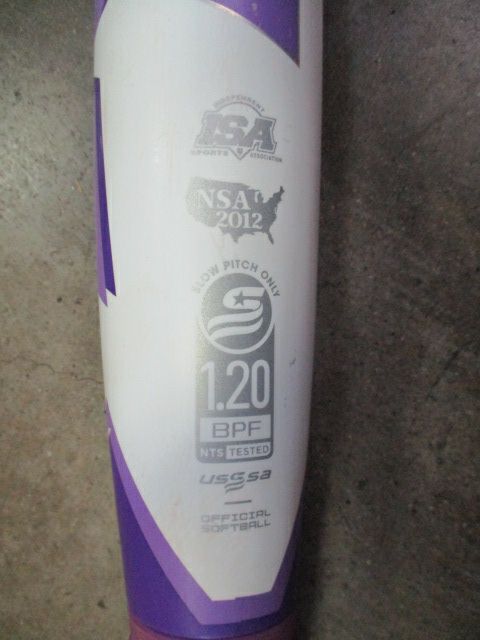 INDEPENDENT
ISA
SPORTS ASSOCIATION
NSA
2012
SLOW PITCH ONLY
S
1.20
BPF
NTS TESTED
USSSA
OFFICIAL
SOFTBALL